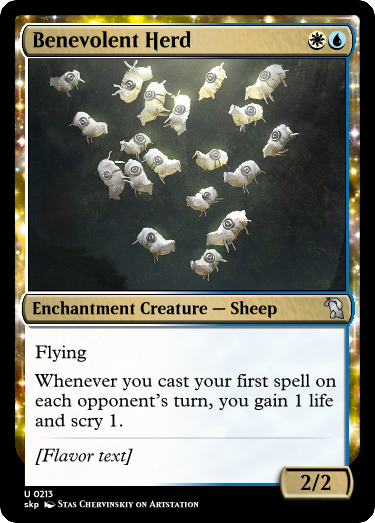 Benevolent Herd
Enchantment Creature — Sheep
Flying
Whenever you cast your first spell on
each opponent's turn, you gain 1 life
and scry 1.
[Flavor text]
2/2
U 0213
skp Stas Chervinskiy on Artstation